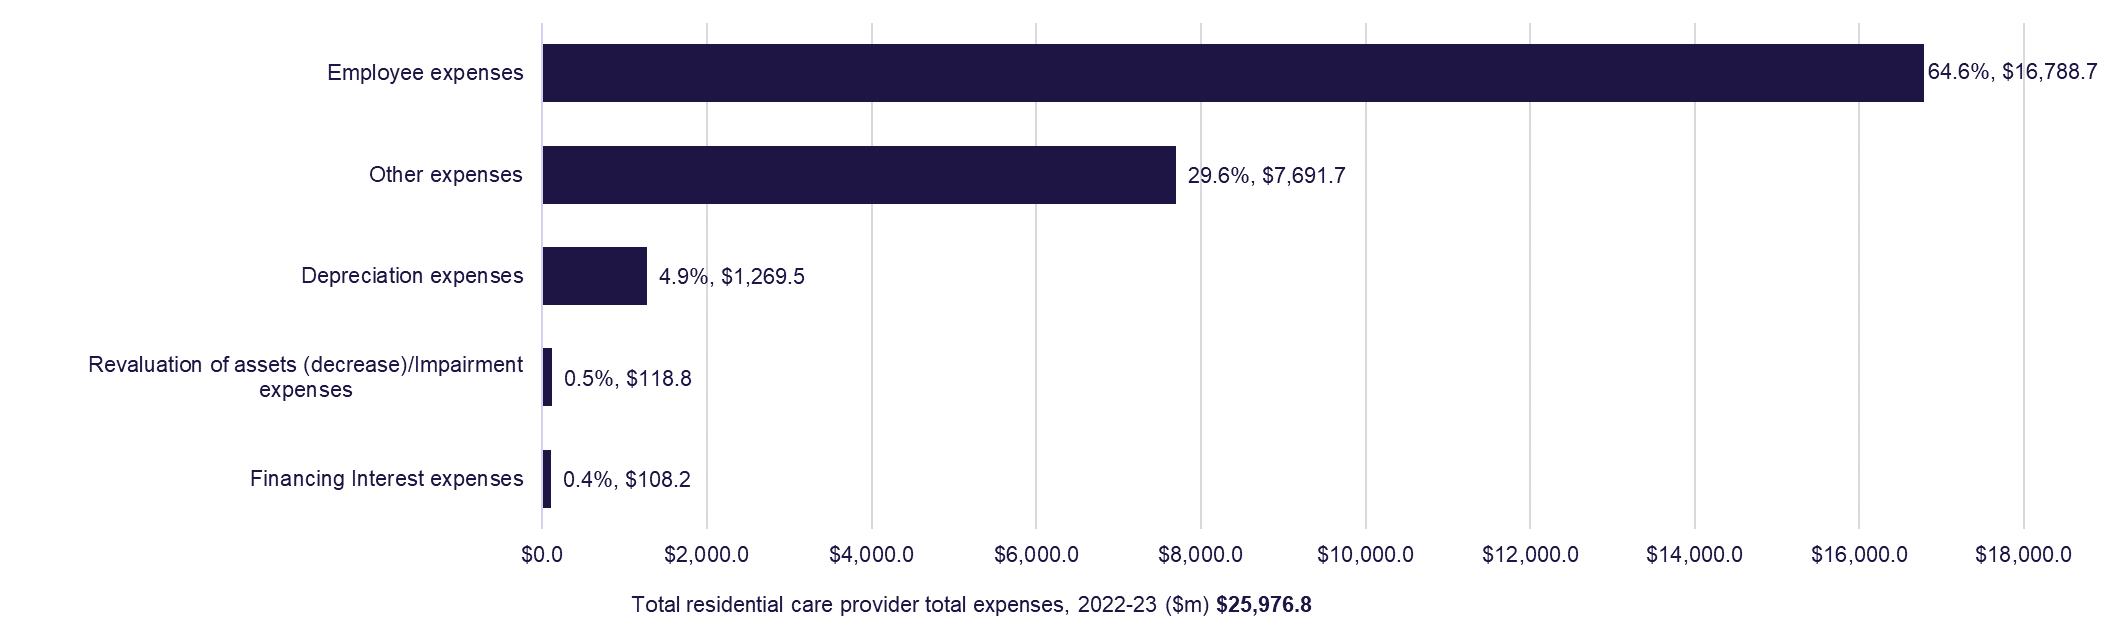 Employee expenses
64.6%, $16,788.7
Other expenses
29.6%, $7,691.7
Depreciation expenses
4.9%, $1,269.5
Revaluation of assets (decrease)/Impairment
expenses
0.5%, $118.8
Financing Interest expenses
0.4%, $108.2
$0.0 $2,000.0 $4,000.0 $6,000.0 $8,000.0 $10,000.0 $12,000.0 $14,000.0 $16,000.0 $18,000.0
Total residential care provider total expenses, 2022-23 ($m) $25,976.8